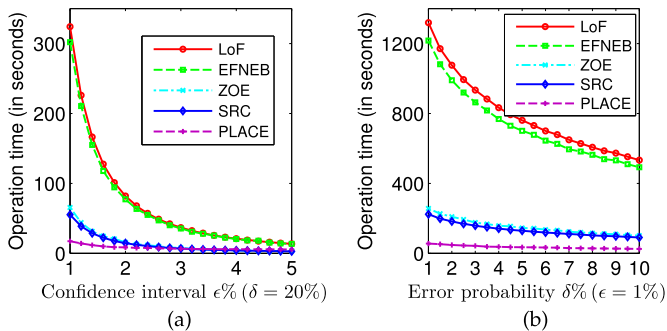 Operation time (in seconds)
300
200
100
0
LoF
EFNEB
ZOE
SRC
PLACE
1 2 3 4 5
Confidence interval ϵ% (δ = 20%)
(a)
Operation time (in seconds)
1200
800
400
0
LoF
EFNEB
ZOE
SRC
PLACE
1 2 3 4 5 6 7 8 9 10
Error probability δ% (ϵ = 1%)
(b)